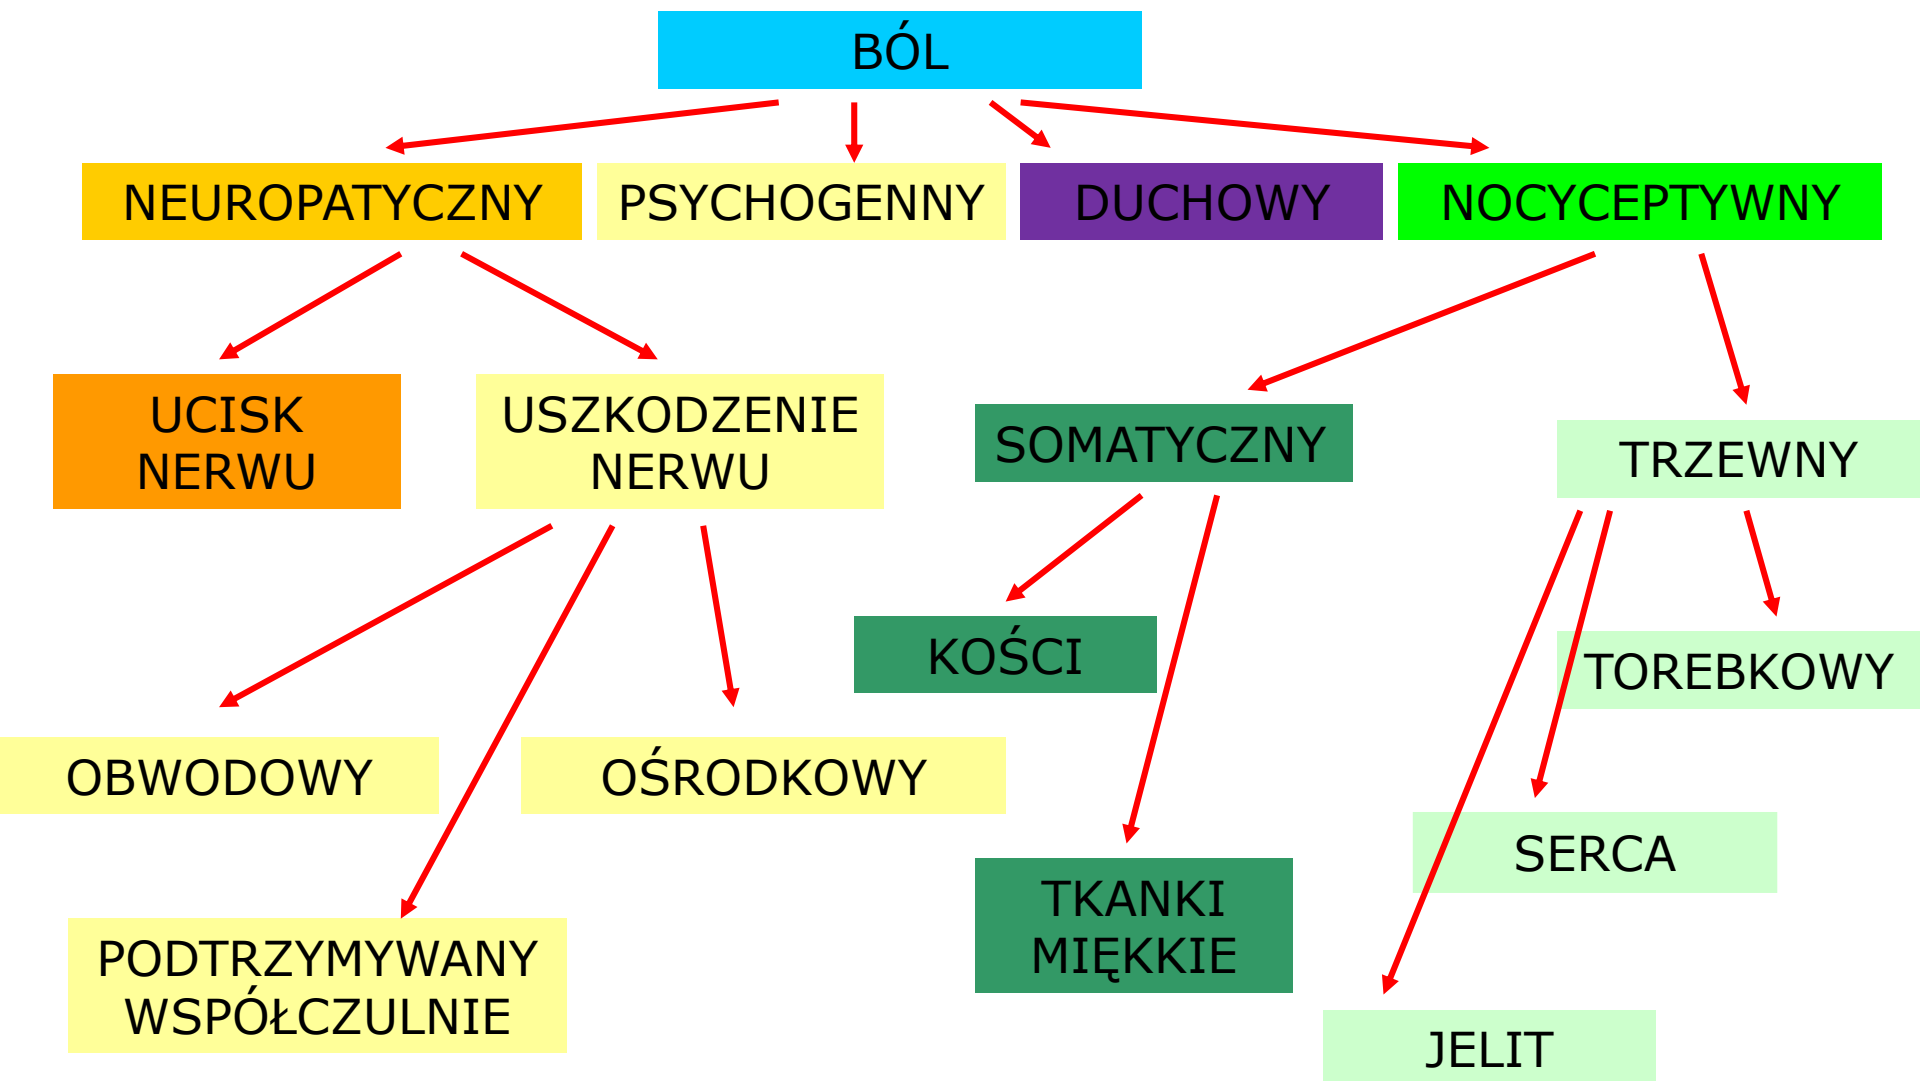 BÓL
NEUROPATYCZNY
PSYCHOGENNY
DUCHOWY
NOCYCEPTYWNY
UCISK
NERWU
USZKODZENIE
NERWU
SOMATYCZNY
TRZEWNY
KOŚCI
TOREBKOWY
OBWODOWY
OŚRODKOWY
SERCA
TKANKI
MIĘKKIE
PODTRZYMYWANY
WSPÓŁCZULNIE
JELIT